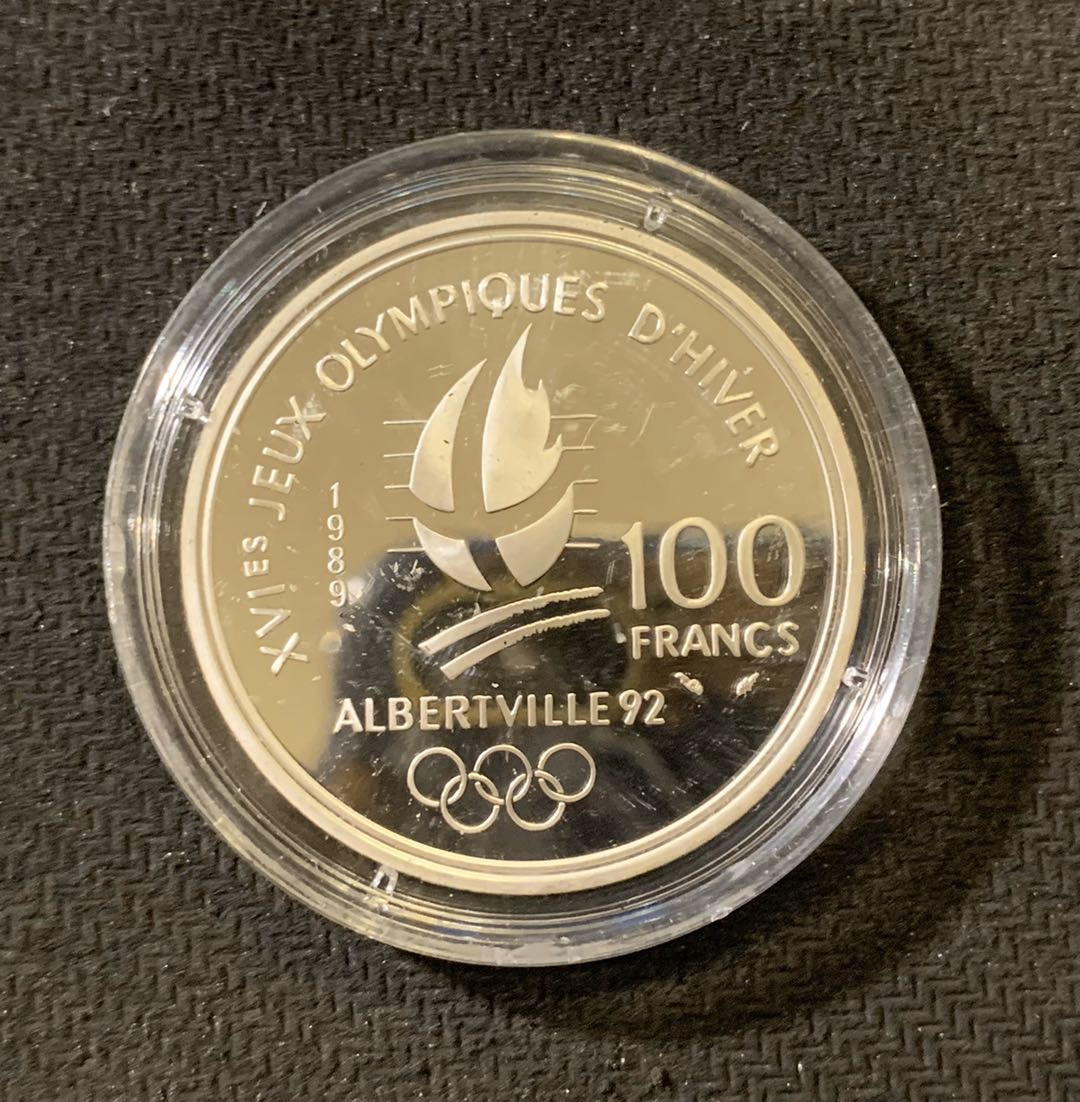 XVIES JEUX OLYMPIQUES D'HIVER
1989
100
FRANCS
ALBERTVILLE 92